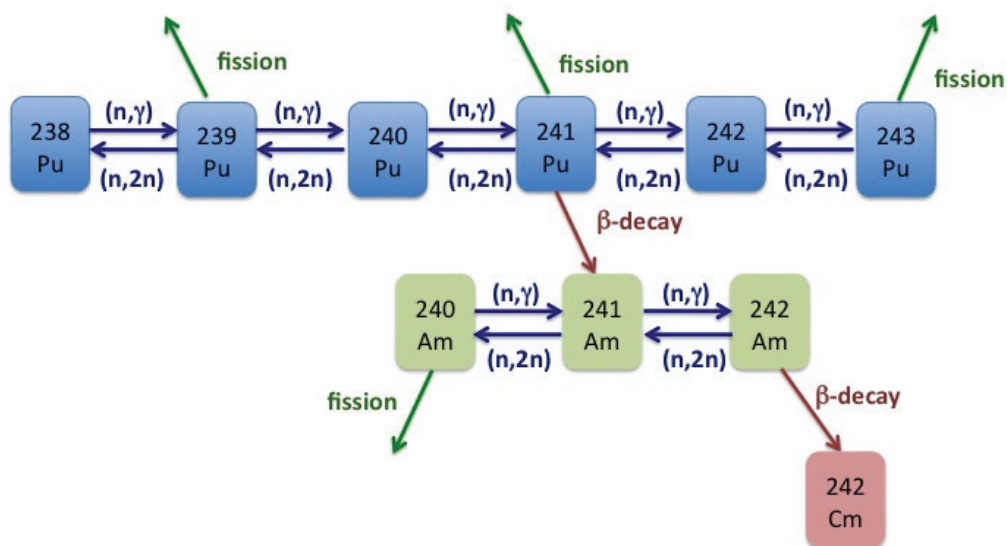 fission
fission
fission
(n,γ) (n,γ) (n,γ) (n,γ) (n,γ)
238
Pu
239
Pu
240
Pu
241
Pu
242
Pu
243
Pu
(n,2n) (n,2n) (n,2n) (n,2n) (n,2n)
β-decay
(n,γ) (n,γ)
240
Am
241
Am
242
Am
(n,2n) (n,2n)
fission
β-decay
242
Cm